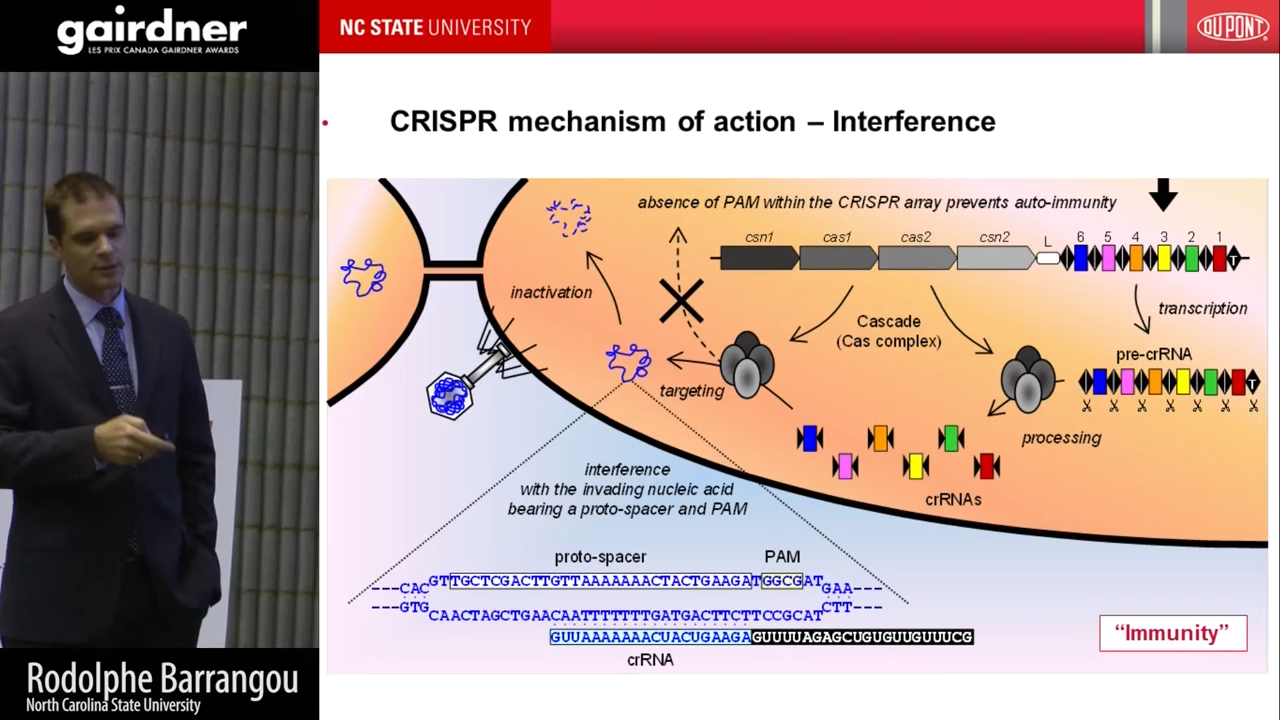 gairdner
LES PRIX CANADA GAIRDNER AWARDS
NC STATE UNIVERSITY
DU PONT
• CRISPR mechanism of action – Interference
absence of PAM within the CRISPR array prevents auto-immunity
csn1 cas1 cas2 csn2 L 6 5 4 3 2 1
T
inactivation
transcription
Cascade
(Cas complex)
pre-crRNA
T
targeting
processing
crRNAs
interference
with the invading nucleic acid
bearing a proto-spacer and PAM
proto-spacer PAM
---CACGTTGCTCGACTTGTTAAAAAAACTACTGAAGATGGCGATGAA---
---GTGCAACTAGCTGAACAATTTTTTTGATGACTTCTTCCGCATCTT---
GUUAAAAAAACUACUGAAGAGUUUUAGAGCUGUGUUGUUUCG
crRNA
“Immunity”
Rodolphe Barrangou
North Carolina State University